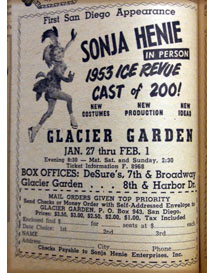 First San Diego Appearance
SONJA HENIE
IN PERSON
1953 ICE REVUE
CAST of 200!
NEW COSTUMES NEW PRODUCTION NEW IDEAS
GLACIER GARDEN
JAN. 27 thru FEB. 1
Evening 8:30 — Mat. Sat. and Sunday, 2:30
Ticket Information F. 8968
BOX OFFICES: DeSure's, 7th & Broadway
Glacier Garden . . . . 8th & Harbor Dr.
MAIL ORDERS GIVEN TOP PRIORITY
Send Checks or Money Order with Self-Addressed Envelope to
GLACIER GARDEN, P. O. Box 943, San Diego.
Prices: $3.50, $3.00, $2.50, $2.00, $1.00, Tax Included
Enclosed find $ for seats at $ each.
Date Choice: 1st 2nd 3rd
NAME
Address
City Phone
Checks Payable to Sonja Henie Enterprises, Inc.